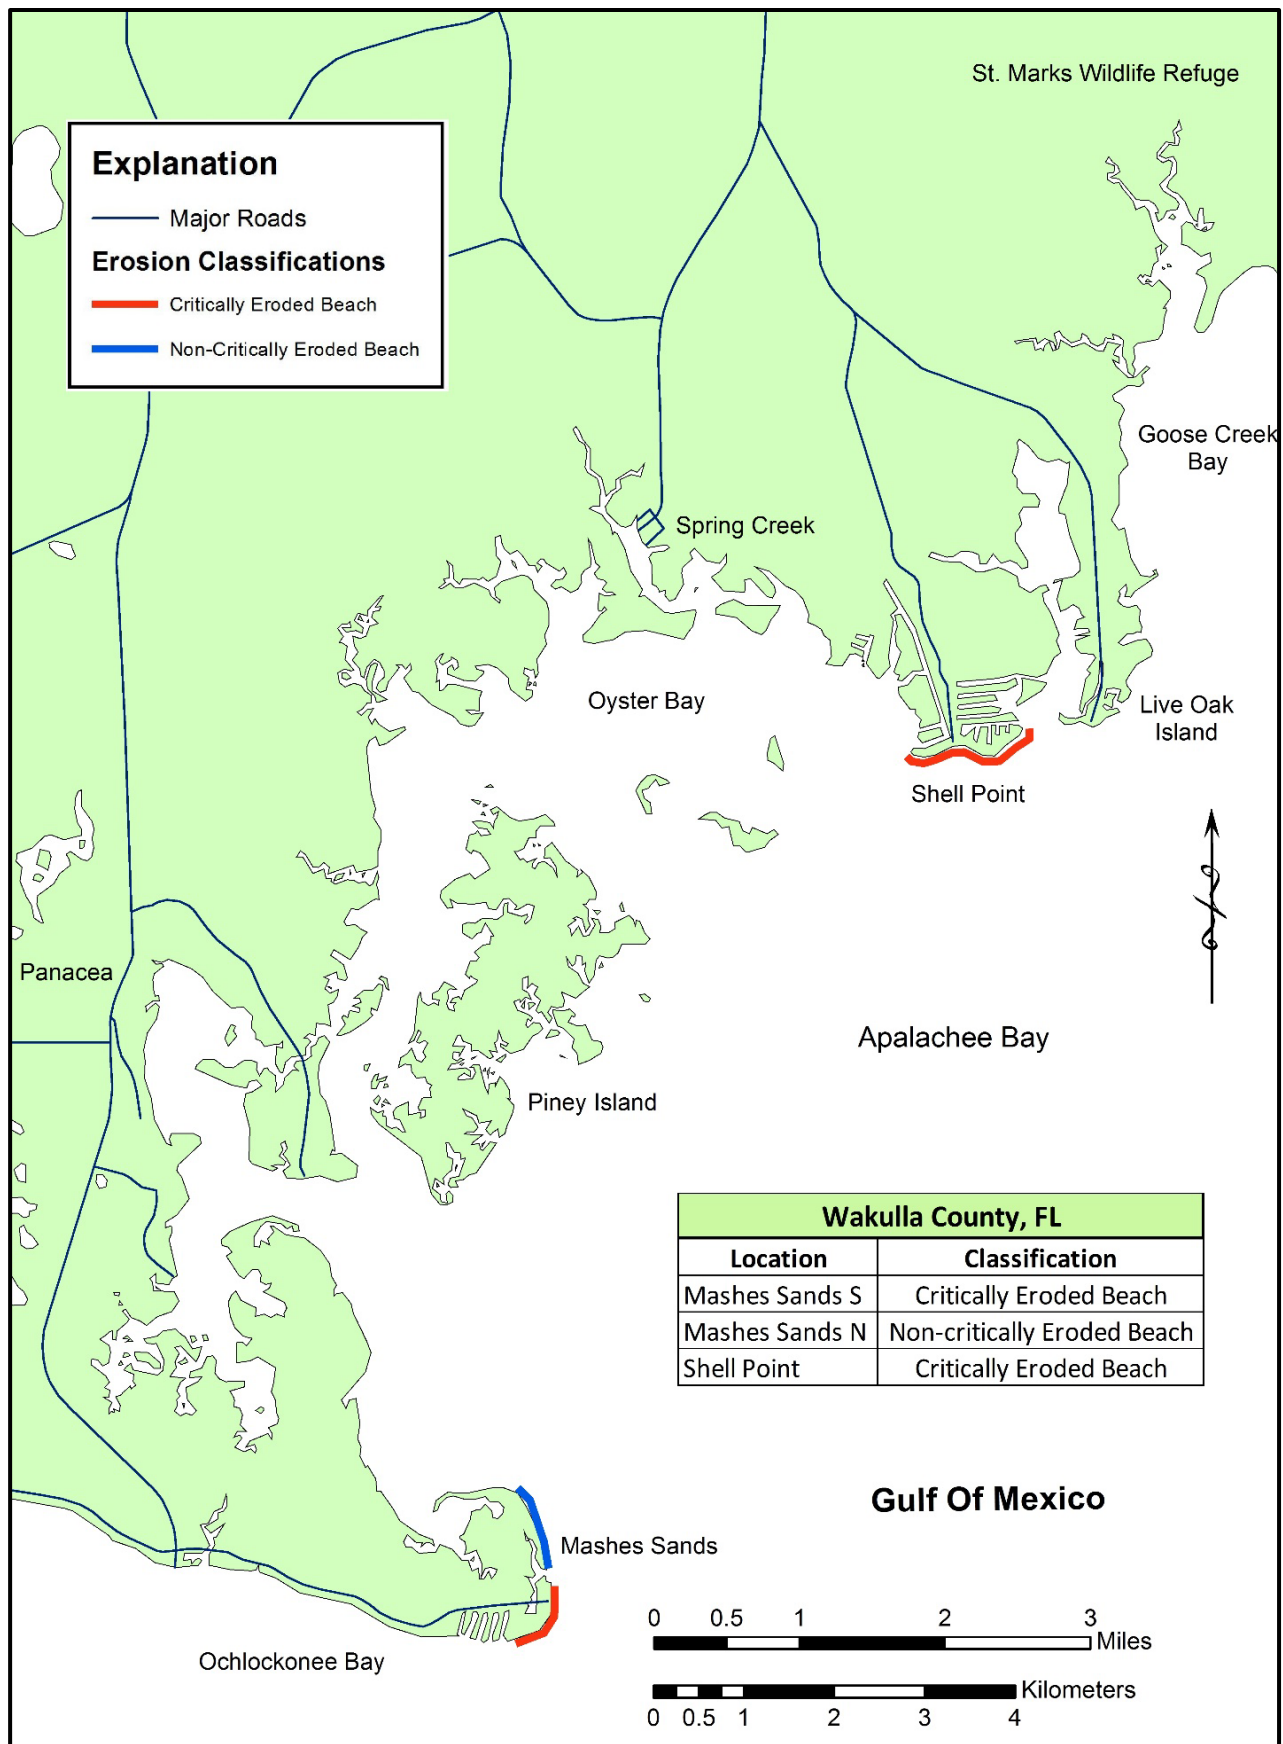 St. Marks Wildlife Refuge
Explanation
Major Roads
Erosion Classifications
Critically Eroded Beach
Non-Critically Eroded Beach
Goose Creek
Bay
Spring Creek
Oyster Bay
Live Oak
Island
Shell Point
Panacea
Apalachee Bay
Piney Island
Wakulla County, FL
Location Classification
Mashes Sands S Critically Eroded Beach
Mashes Sands N Non-critically Eroded Beach
Shell Point Critically Eroded Beach
Gulf Of Mexico
Mashes Sands
Ochlockonee Bay
0 0.5 1 2 3
Miles
Kilometers
0 0.5 1 2 3 4